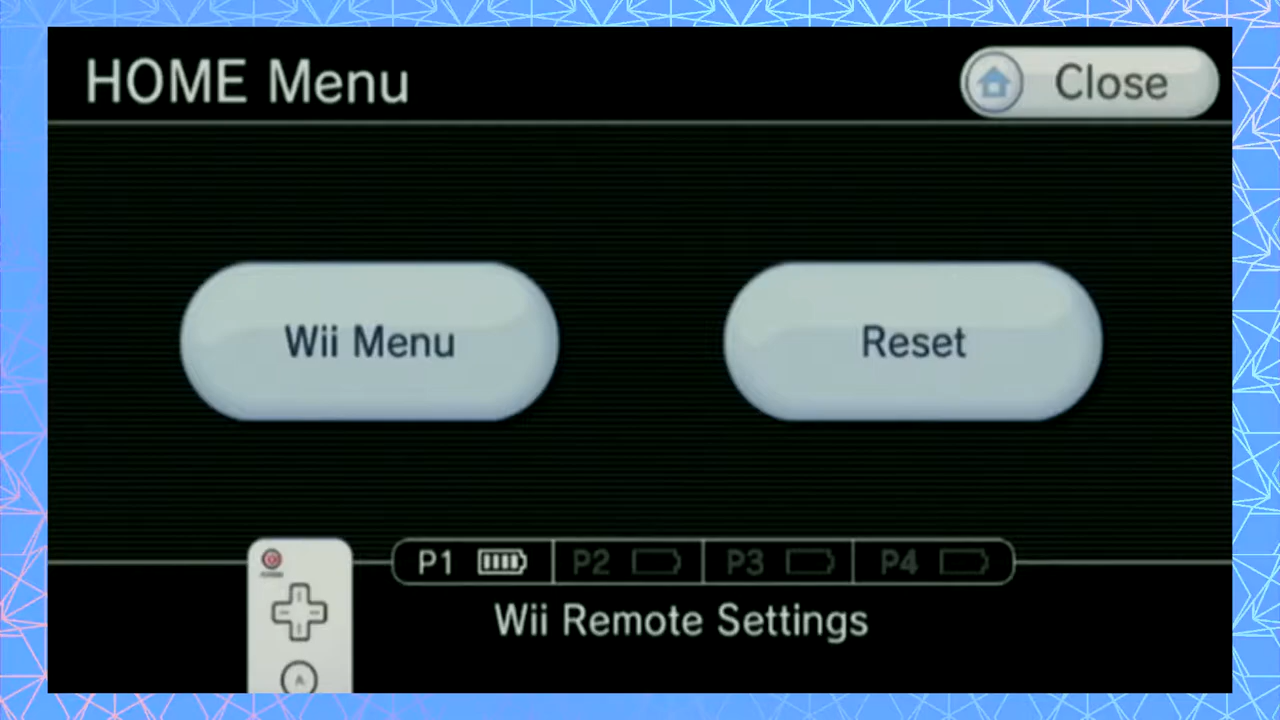 HOME Menu
Close
Wii Menu
Reset
P1 P2 P3 P4
Wii Remote Settings
A